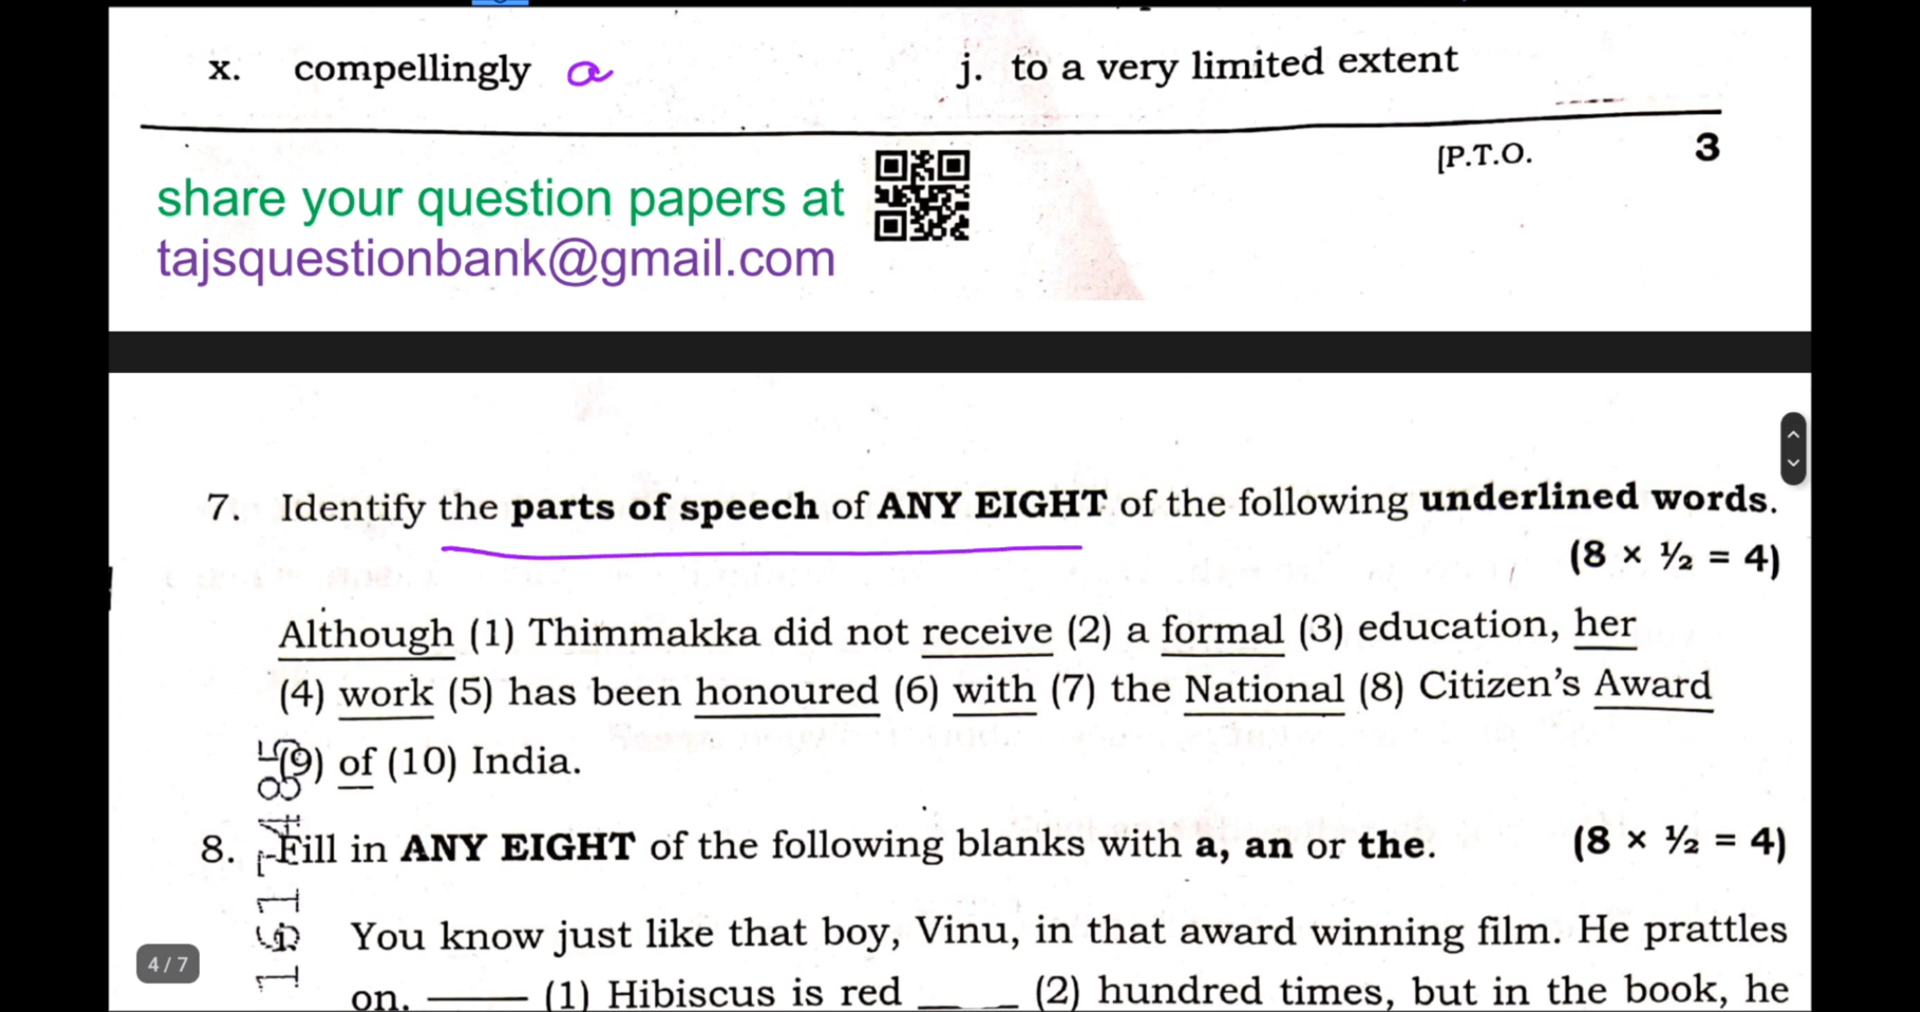 x. compellingly a
j. to a very limited extent
[P.T.O. 3
share your question papers at
tajsquestionbank@gmail.com
7. Identify the parts of speech of ANY EIGHT of the following underlined words.
(8 × ½ = 4)
Although (1) Thimmakka did not receive (2) a formal (3) education, her
(4) work (5) has been honoured (6) with (7) the National (8) Citizen's Award
(9) of (10) India.
8. Fill in ANY EIGHT of the following blanks with a, an or the. (8 × ½ = 4)
You know just like that boy, Vinu, in that award winning film. He prattles
on. ——— (1) Hibiscus is red ____ (2) hundred times, but in the book, he
4 / 7